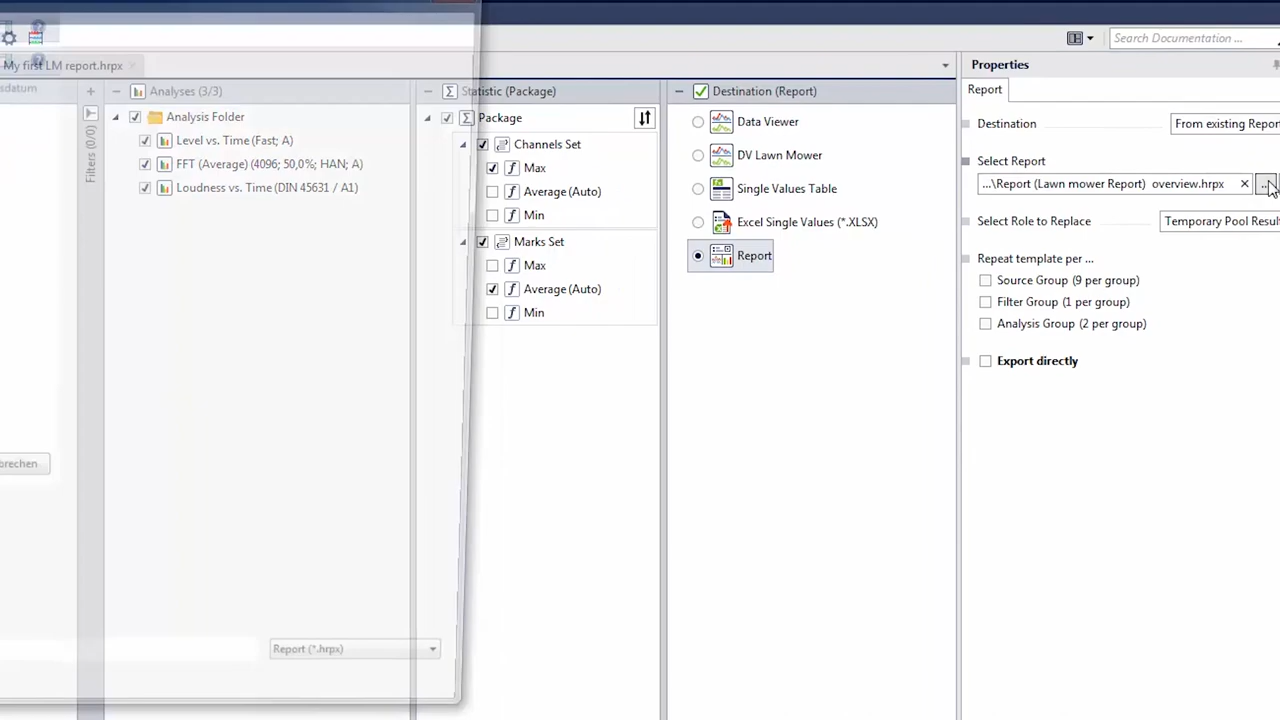 Search Documentation ...
My first LM report.hrpx
sdatum
Filters (0/0)
brechen
Analyses (3/3)
Analysis Folder
Level vs. Time (Fast; A)
FFT (Average) (4096; 50,0%; HAN; A)
Loudness vs. Time (DIN 45631 / A1)
Report (*.hrpx)
Statistic (Package)
Package
Channels Set
Max
Average (Auto)
Min
Marks Set
Max
Average (Auto)
Min
Destination (Report)
Data Viewer
DV Lawn Mower
Single Values Table
Excel Single Values (*.XLSX)
Report
Properties
Report
Destination From existing Repor
Select Report
...\Report (Lawn mower Report) overview.hrpx
Select Role to Replace Temporary Pool Resul
Repeat template per ...
Source Group (9 per group)
Filter Group (1 per group)
Analysis Group (2 per group)
Export directly